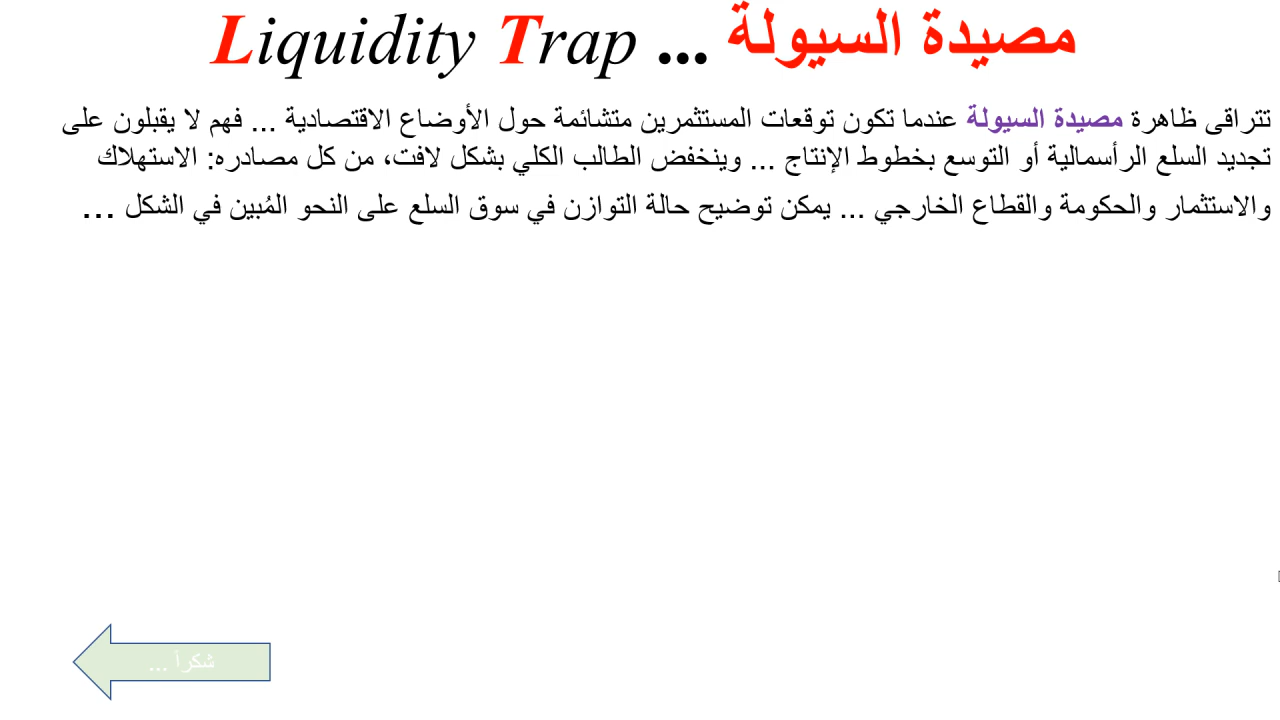 مصيدة السيولة ... Liquidity Trap
تتراقى ظاهرة مصيدة السيولة عندما تكون توقعات المستثمرين متشائمة حول الأوضاع الاقتصادية ... فهم لا يقبلون على
تجديد السلع الرأسمالية أو التوسع بخطوط الإنتاج ... وينخفض الطالب الكلي بشكل لافت، من كل مصادره: الاستهلاك
والاستثمار والحكومة والقطاع الخارجي ... يمكن توضيح حالة التوازن في سوق السلع على النحو المُبين في الشكل ...
شكراً ...